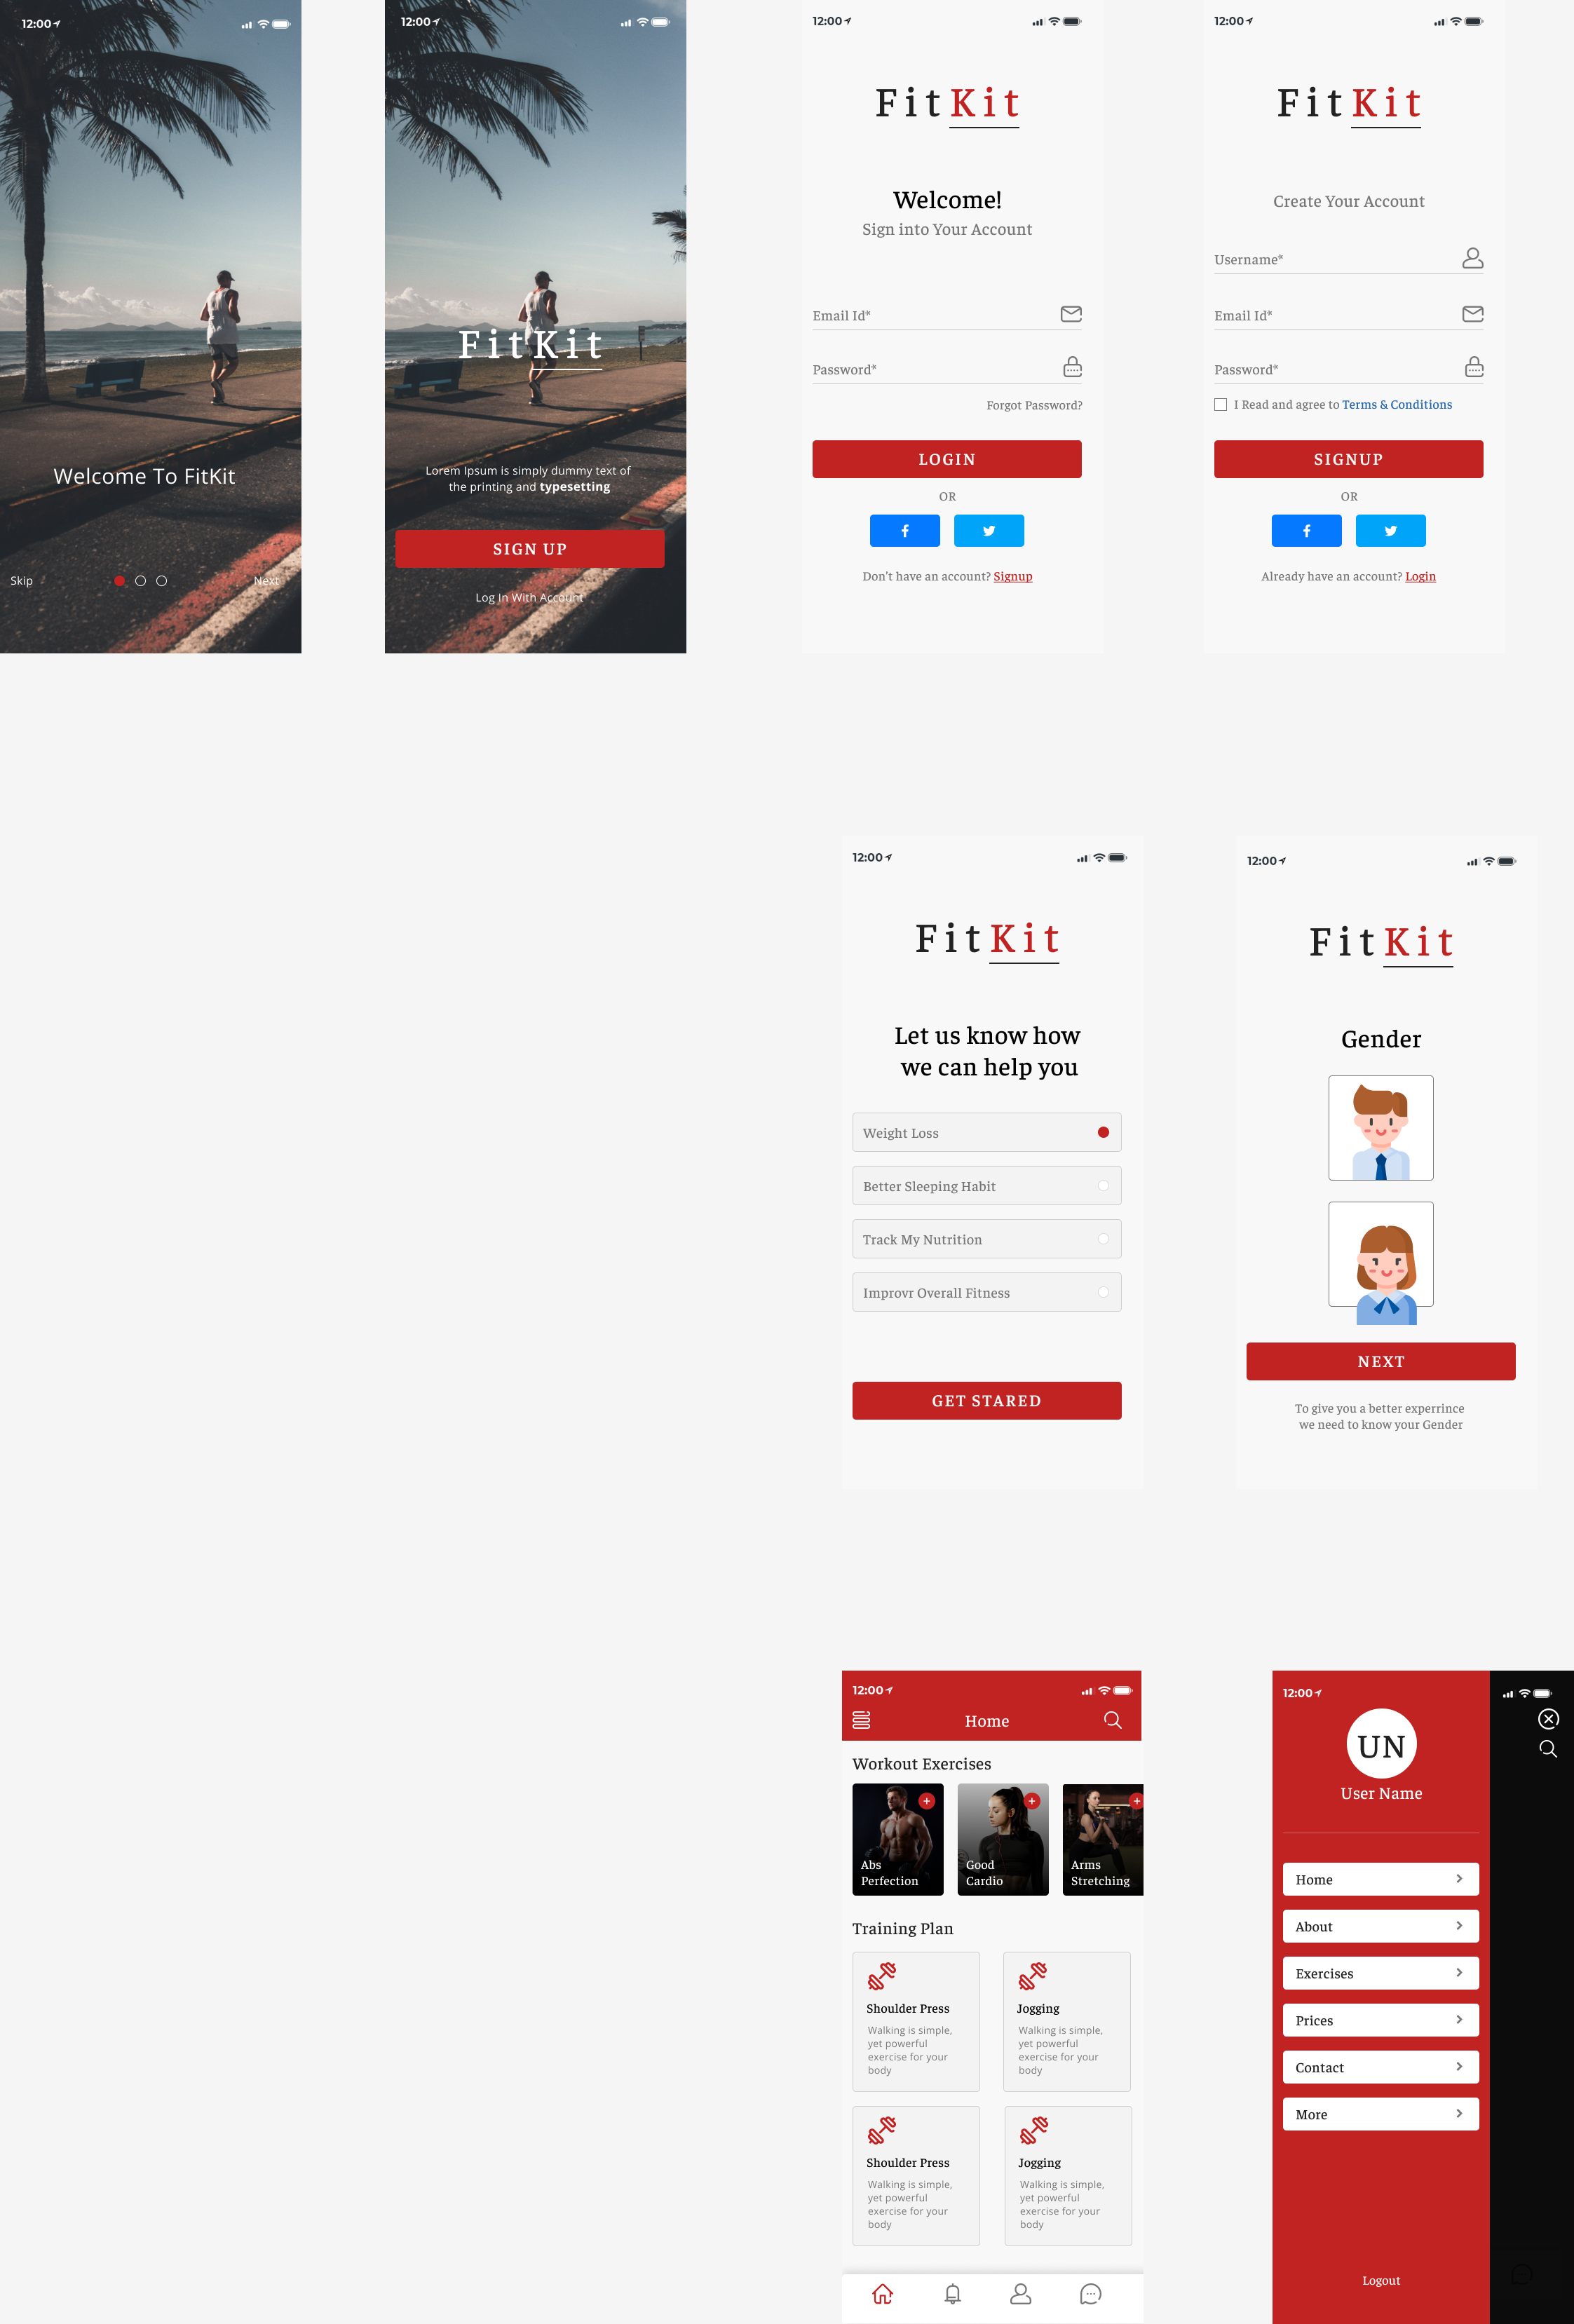 12:00
Welcome To FitKit
Skip
Next
12:00
FitKit
Lorem Ipsum is simply dummy text of
the printing and typesetting
SIGN UP
Log In With Account
12:00
FitKit
Welcome!
Sign into Your Account
Email Id*
Password*
Forgot Password?
LOGIN
OR
Don't have an account? Signup
12:00
FitKit
Create Your Account
Username*
Email Id*
Password*
I Read and agree to Terms & Conditions
SIGNUP
OR
Already have an account? Login
12:00
FitKit
Let us know how
we can help you
Weight Loss
Better Sleeping Habit
Track My Nutrition
Improvr Overall Fitness
GET STARED
12:00
FitKit
Gender
NEXT
To give you a better experrince
we need to know your Gender
12:00
Home
Workout Exercises
Abs
Perfection
Good
Cardio
Arms
Stretching
Training Plan
Shoulder Press
Walking is simple,
yet powerful
exercise for your
body
Jogging
Walking is simple,
yet powerful
exercise for your
body
Shoulder Press
Walking is simple,
yet powerful
exercise for your
body
Jogging
Walking is simple,
yet powerful
exercise for your
body
12:00
UN
User Name
Home
About
Exercises
Prices
Contact
More
Logout